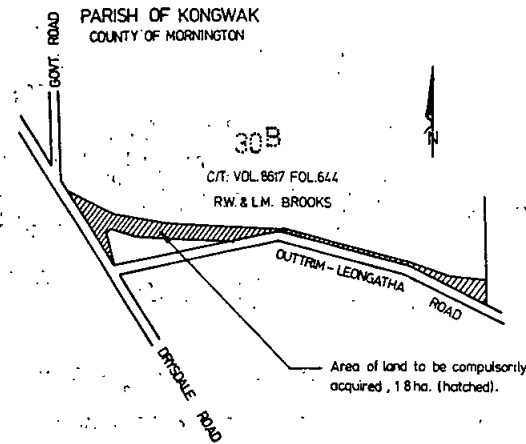 PARISH OF KONGWAK
COUNTY OF MORNINGTON
GOVT. ROAD
30B
N
C/T: VOL. 8617 FOL. 644
R.W. & L.M. BROOKS
OUTTRIM-LEONGATHA ROAD
DRYSDALE ROAD
Area of land to be compulsorily
acquired, 1.8 ha. (hatched).